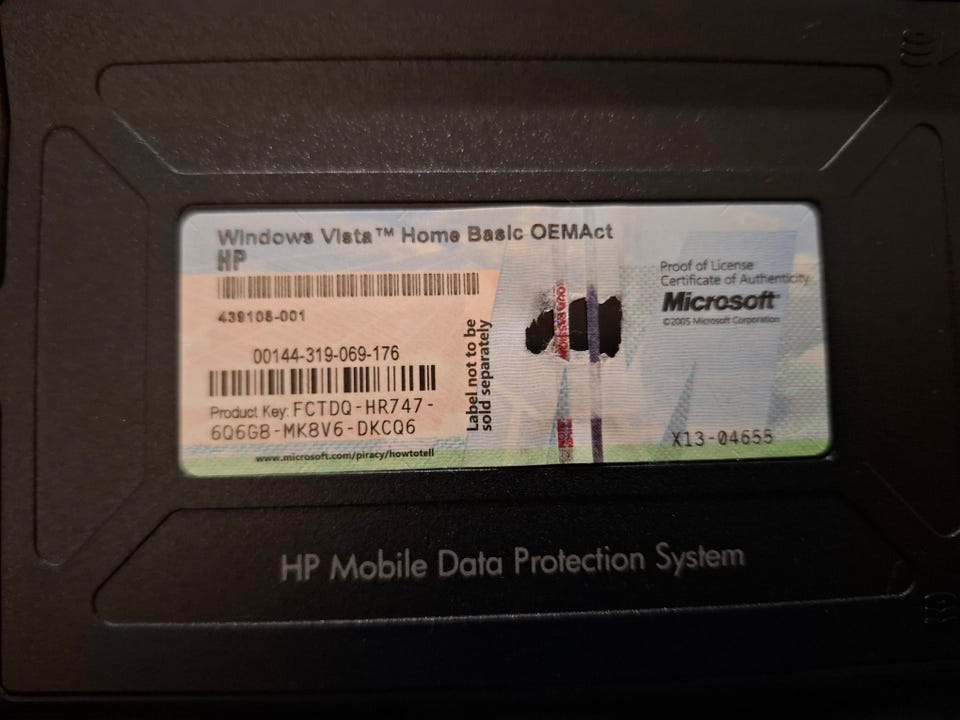 Windows Vista™ Home Basic OEMAct
HP
439108-001
00144-319-069-176
Product Key: FCTDQ-HR747-
6Q6G8-MK8V6-DKCQ6
www.microsoft.com/piracy/howtotell
Label not to be
sold separately
Proof of License
Certificate of Authenticity
Microsoft®
©2005 Microsoft Corporation
X13-04655
HP Mobile Data Protection System